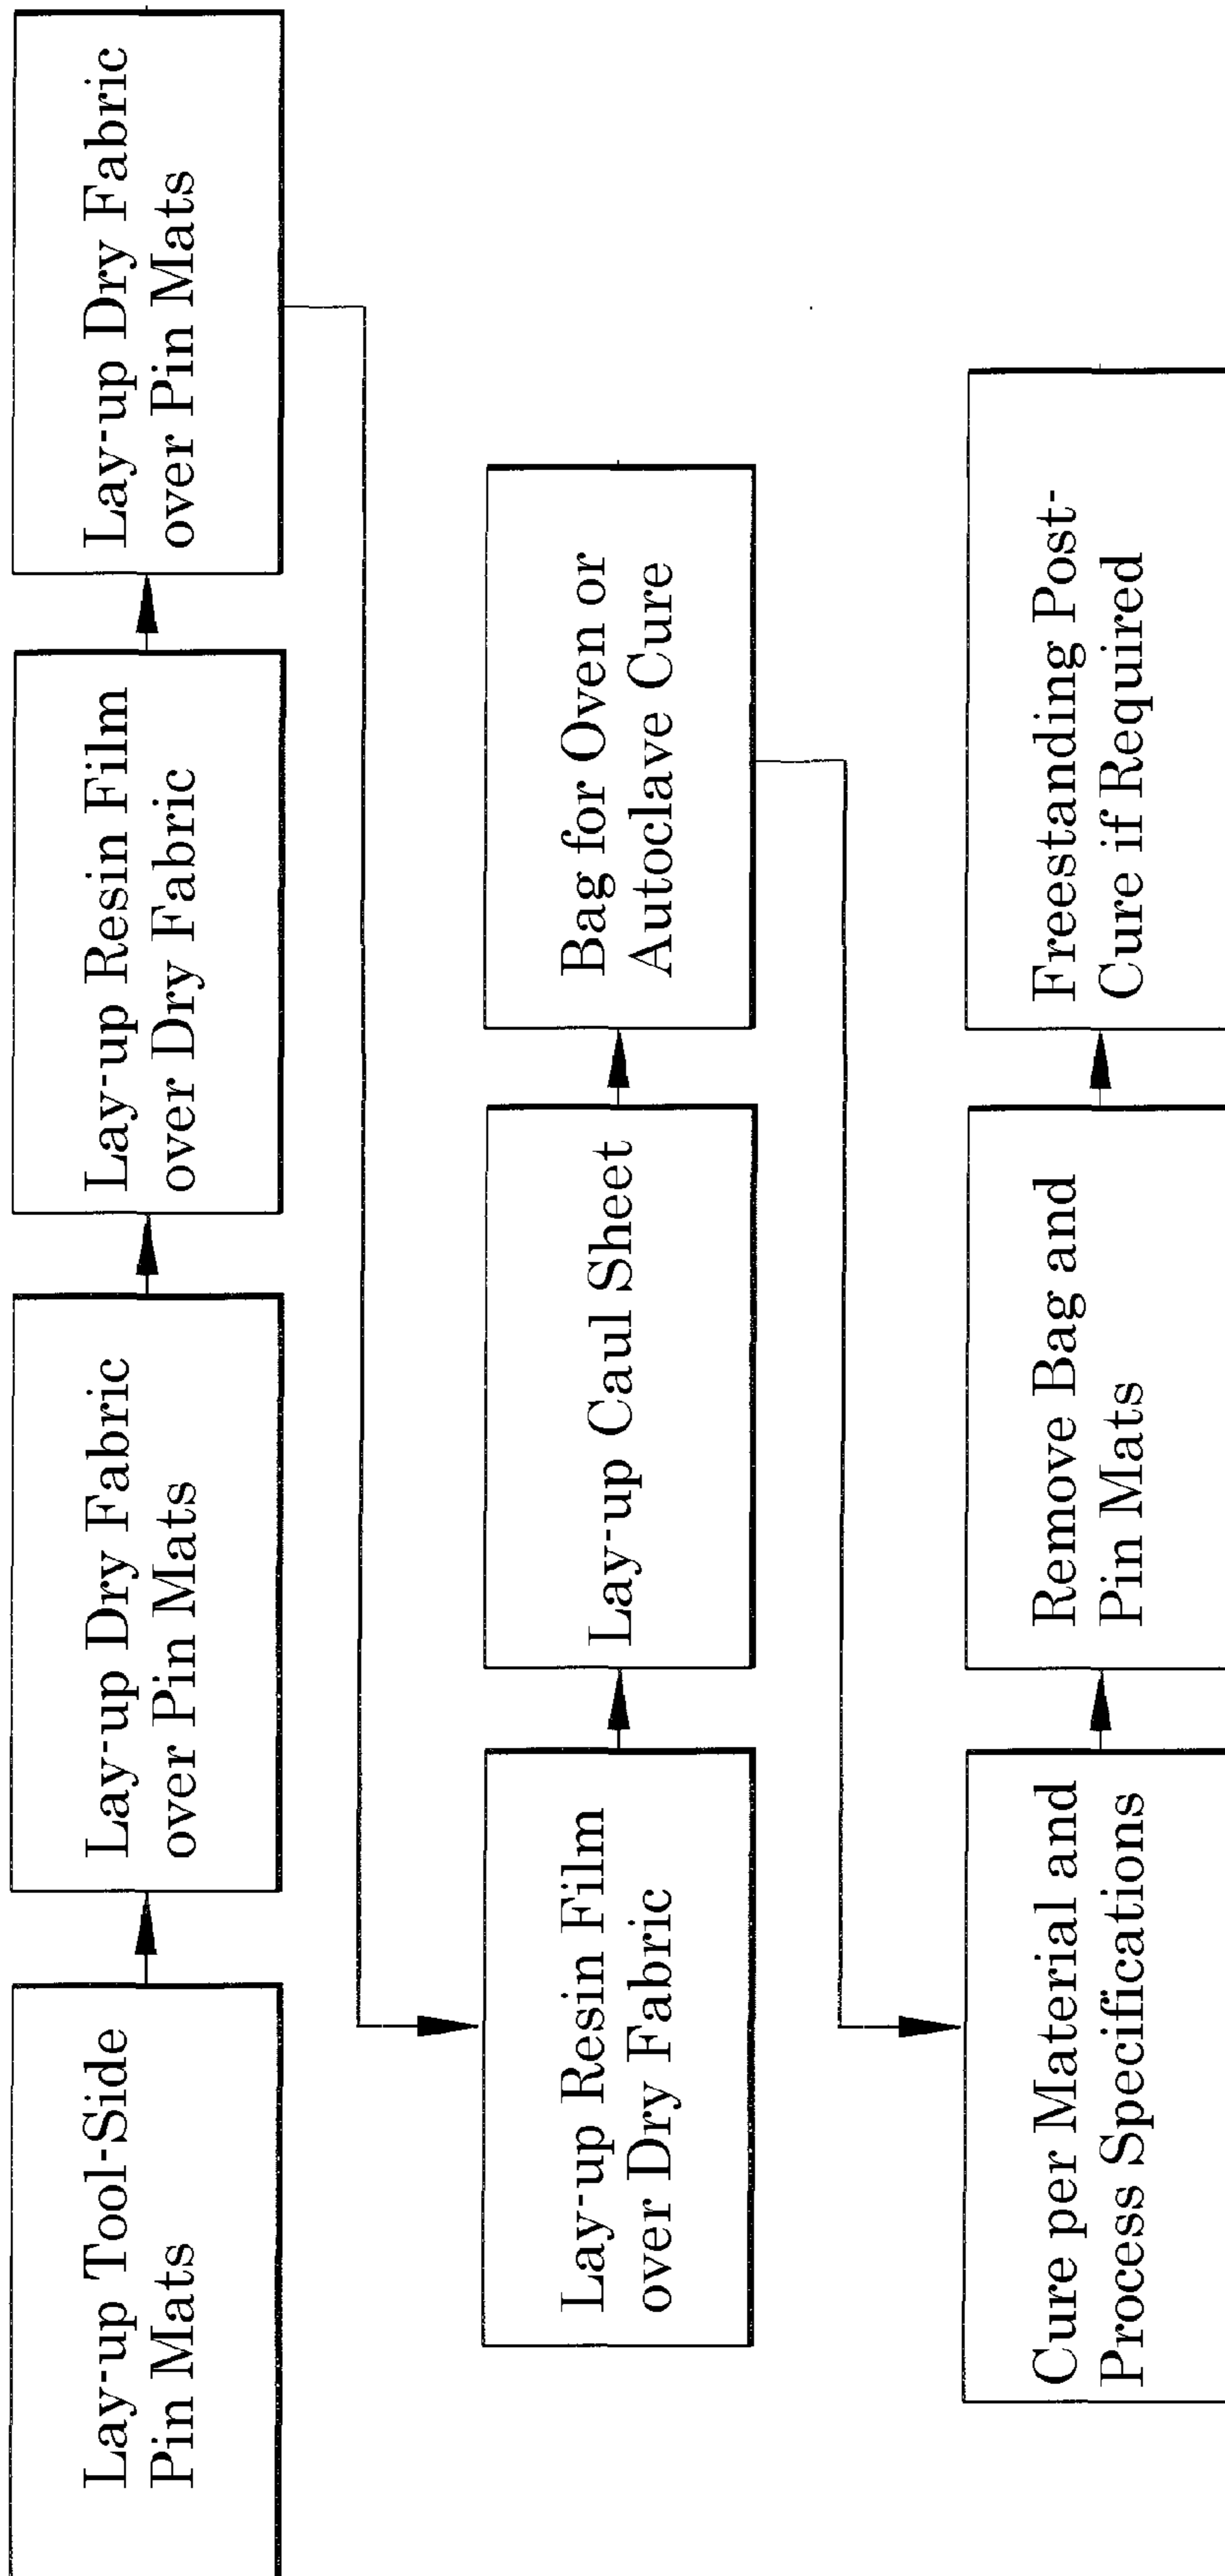 Lay-up Tool-Side
Pin Mats
Lay-up Dry Fabric
over Pin Mats
Lay-up Resin Film
over Dry Fabric
Lay-up Dry Fabric
over Pin Mats
Lay-up Resin Film
over Dry Fabric
Lay-up Caul Sheet
Bag for Oven or
Autoclave Cure
Cure per Material and
Process Specifications
Remove Bag and
Pin Mats
Freestanding Post-
Cure if Required